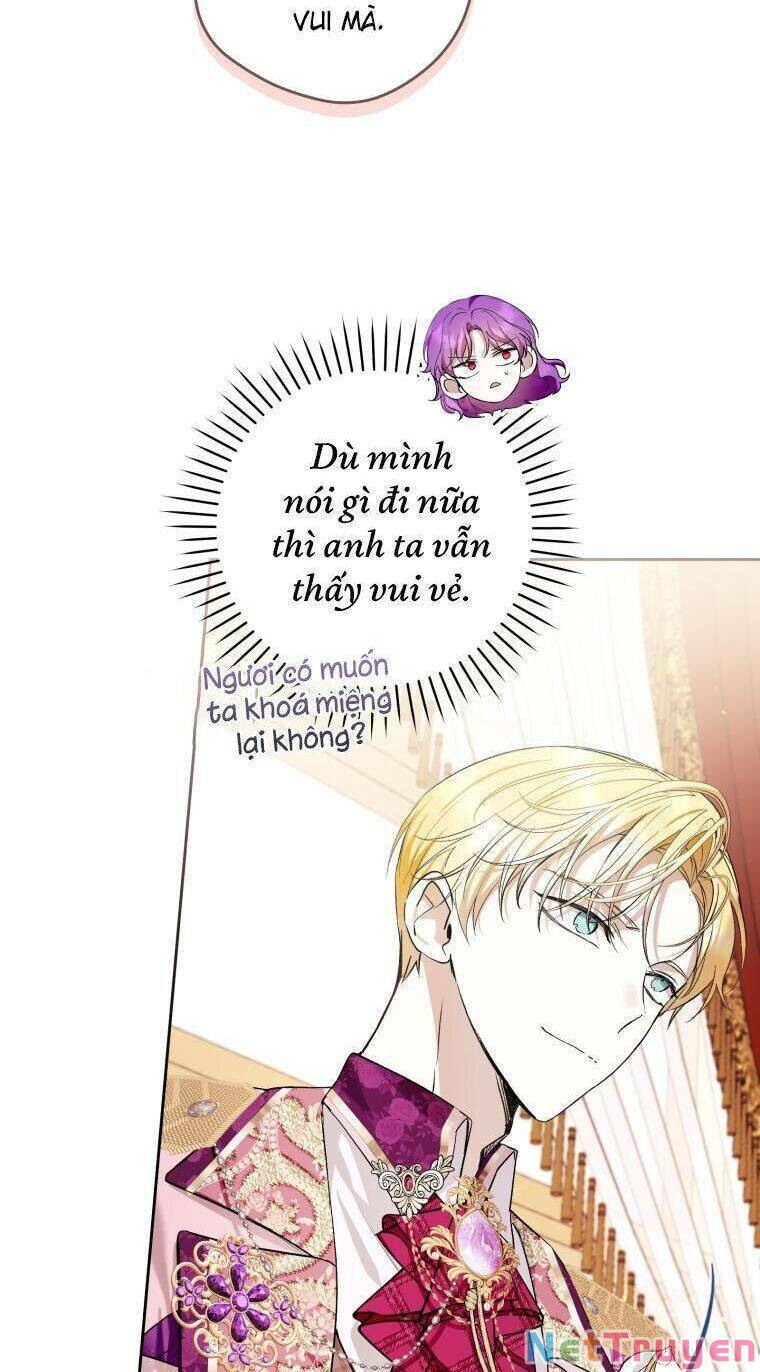 VUI MÀ.
Dù mình
nói gì đi nữa
thì anh ta vẫn
thấy vui vẻ.
Ngươi có muốn
ta khoá miệng
lại không?
NetTruyen